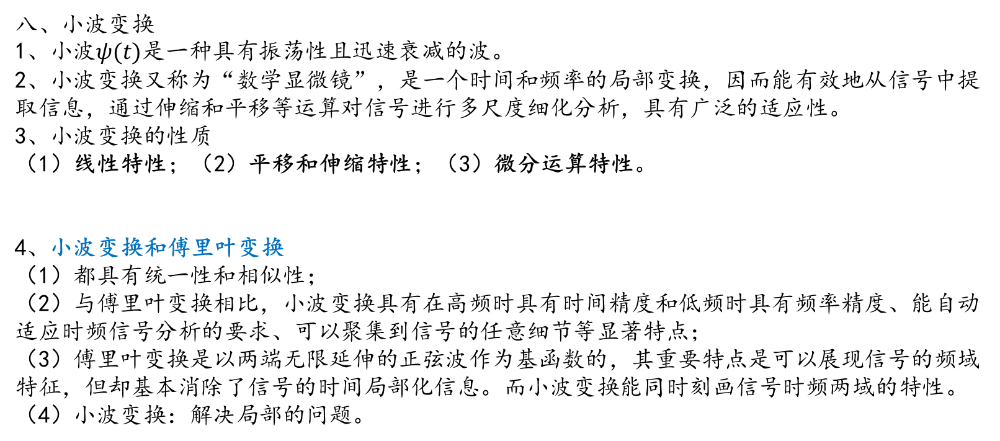 八、小波变换
1、小波ψ(t)是一种具有振荡性且迅速衰减的波。
2、小波变换又称为“数学显微镜”，是一个时间和频率的局部变换，因而能有效地从信号中提
取信息，通过伸缩和平移等运算对信号进行多尺度细化分析，具有广泛的适应性。
3、小波变换的性质
（1）线性特性；（2）平移和伸缩特性；（3）微分运算特性。
4、小波变换和傅里叶变换
（1）都具有统一性和相似性；
（2）与傅里叶变换相比，小波变换具有在高频时具有时间精度和低频时具有频率精度、能自动
适应时频信号分析的要求、可以聚集到信号的任意细节等显著特点；
（3）傅里叶变换是以两端无限延伸的正弦波作为基函数的，其重要特点是可以展现信号的频域
特征，但却基本消除了信号的时间局部化信息。而小波变换能同时刻画信号时频两域的特性。
（4）小波变换：解决局部的问题。